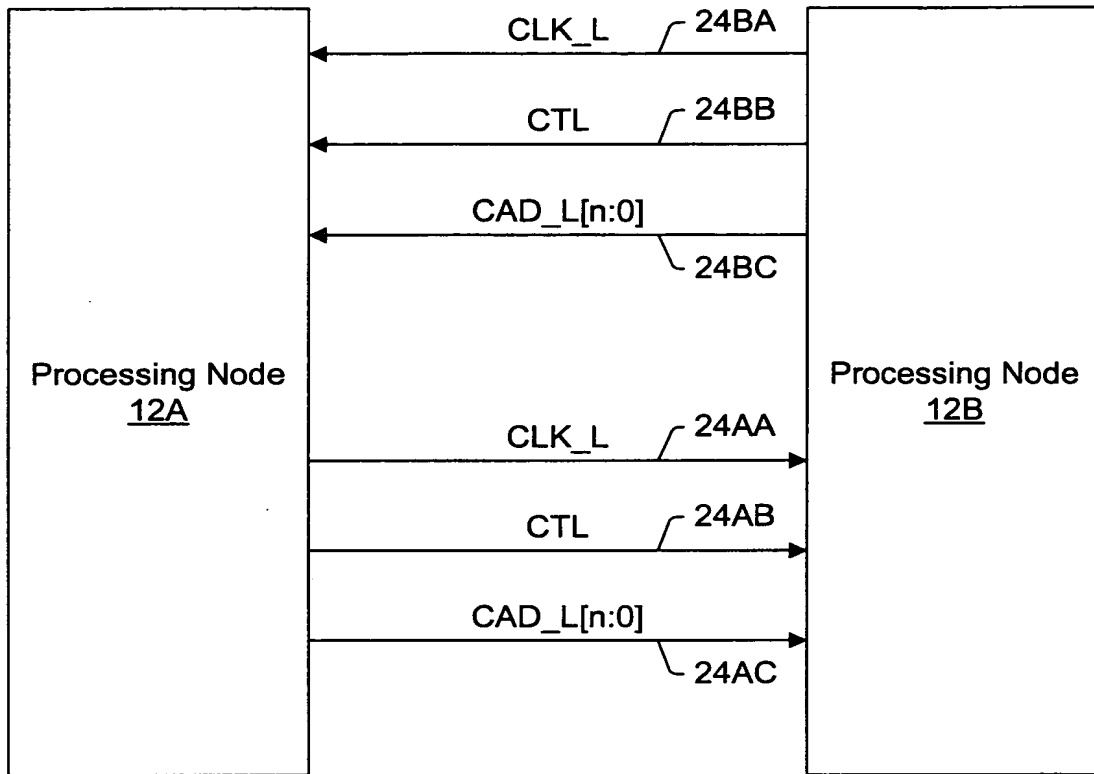 CLK_L
24BA
CTL
24BB
CAD_L[n:0]
24BC
Processing Node
12A
Processing Node
12B
CLK_L
24AA
CTL
24AB
CAD_L[n:0]
24AC